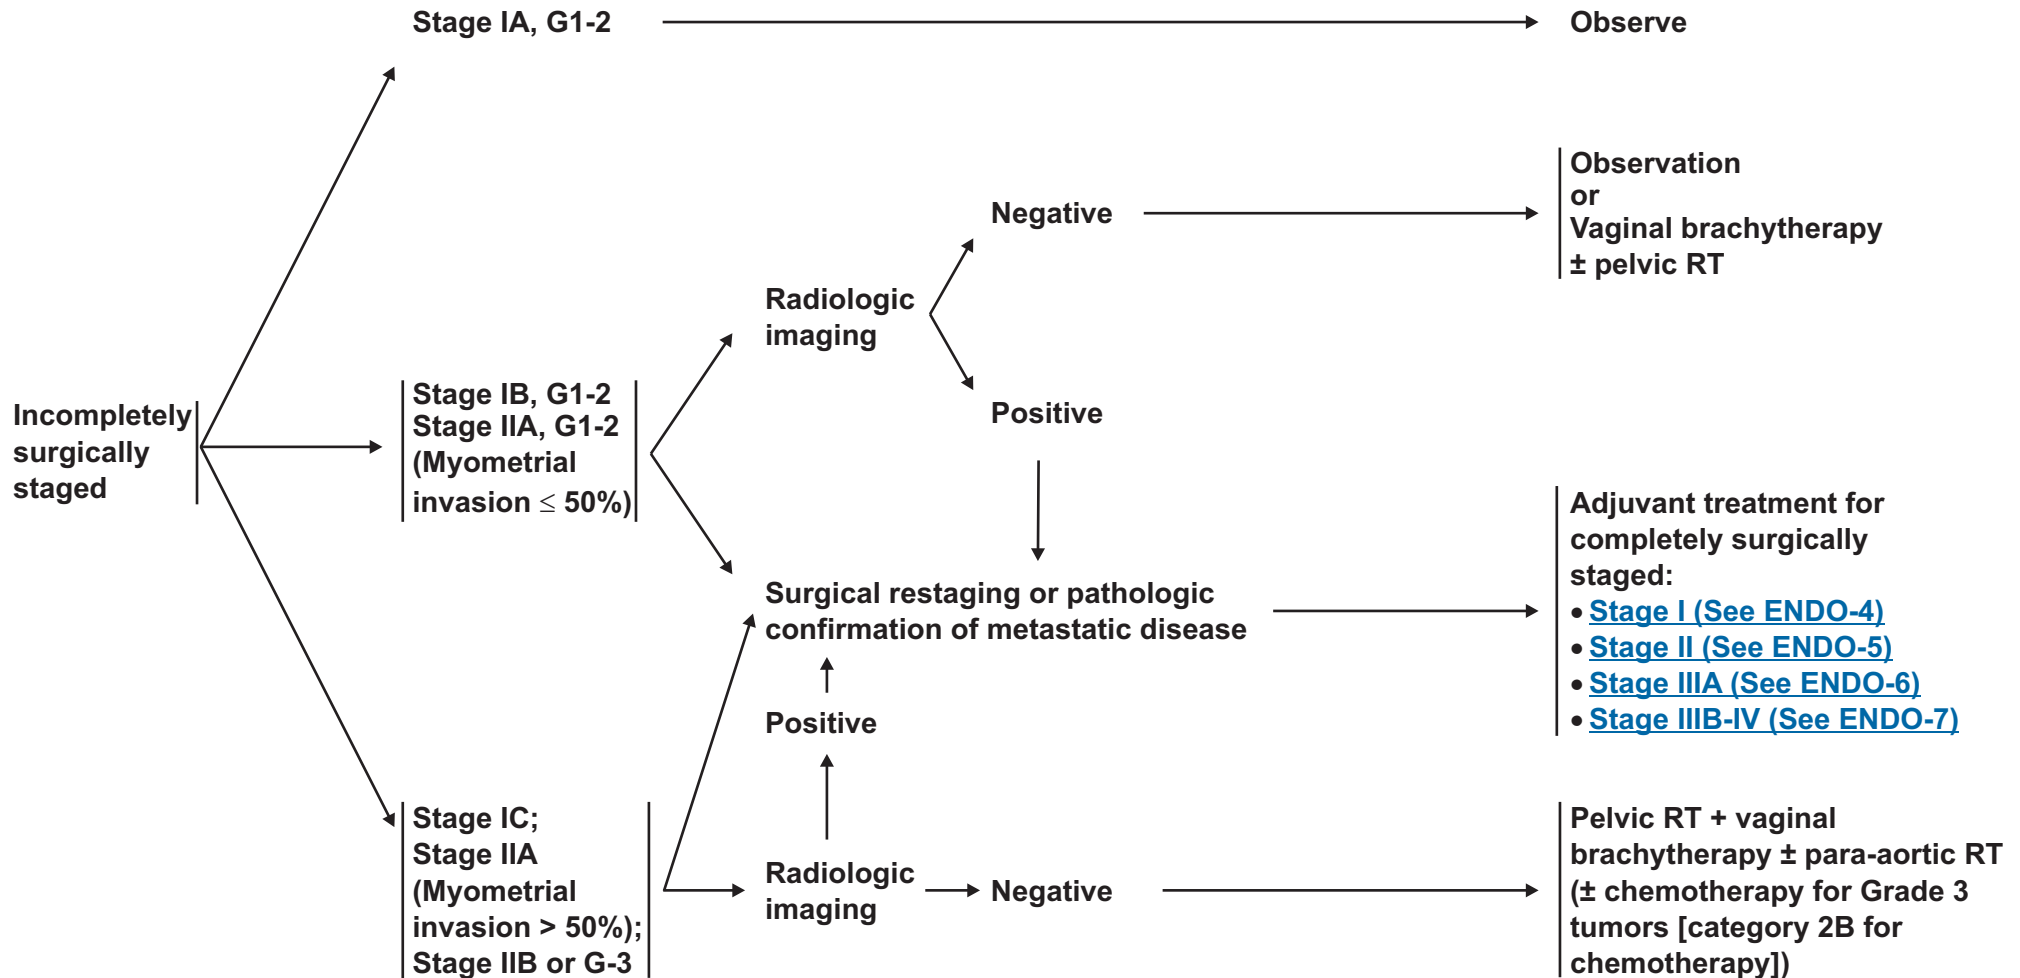 Stage IA, G1-2
Observe
Observation
or
Vaginal brachytherapy
± pelvic RT
Negative
Radiologic
imaging
Positive
Incompletely
surgically
staged
Stage IB, G1-2
Stage IIA, G1-2
(Myometrial
invasion ≤ 50%)
Surgical restaging or pathologic
confirmation of metastatic disease
Adjuvant treatment for
completely surgically
staged:
• Stage I (See ENDO-4)
• Stage II (See ENDO-5)
• Stage IIIA (See ENDO-6)
• Stage IIIB-IV (See ENDO-7)
Positive
Stage IC;
Stage IIA
(Myometrial
invasion > 50%);
Stage IIB or G-3
Radiologic
imaging
Negative
Pelvic RT + vaginal
brachytherapy ± para-aortic RT
(± chemotherapy for Grade 3
tumors [category 2B for
chemotherapy])